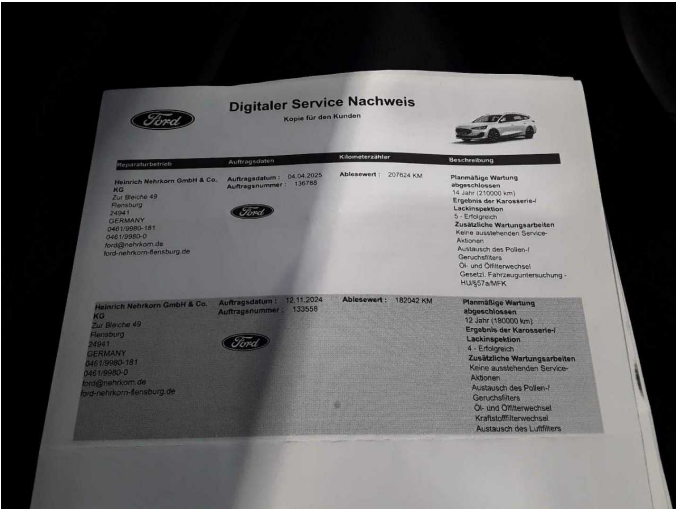 Ford
Digitaler Service Nachweis
Kopie für den Kunden
Reparaturbetrieb Auftragsdaten Kilometerzähler Beschreibung
Heinrich Nehrkorn GmbH & Co. KG
Zur Bleiche 49
Flensburg
24941
GERMANY
0461/9980-181
0461/9980-0
ford@nehrkorn.de
ford-nehrkorn-flensburg.de
Auftragsdatum : 04.04.2025
Auftragsnummer : 136788
Ford
Ablesewert : 207624 KM
Planmäßige Wartung
abgeschlossen
14 Jahr (210000 km)
Ergebnis der Karosserie-/
Lackinspektion
5 - Erfolgreich
Zusätzliche Wartungsarbeiten
Keine ausstehenden Service-
Aktionen
Austausch des Pollen-/
Geruchsfilters
Öl- und Ölfilterwechsel
Gesetzl. Fahrzeuguntersuchung -
HU/§57a/MFK
Heinrich Nehrkorn GmbH & Co.
KG
Zur Bleiche 49
Flensburg
24941
GERMANY
0461/9980-181
0461/9980-0
ford@nehrkorn.de
ford-nehrkorn-flensburg.de
Auftragsdatum : 12.11.2024
Auftragsnummer : 133558
Ford
Ablesewert : 182042 KM
Planmäßige Wartung
abgeschlossen
12 Jahr (180000 km)
Ergebnis der Karosserie-/
Lackinspektion
4 - Erfolgreich
Zusätzliche Wartungsarbeiten
Keine ausstehenden Service-
Aktionen
Austausch des Pollen-/
Geruchsfilters
Öl- und Ölfilterwechsel
Kraftstofffilterwechsel
Austausch des Luftfilters